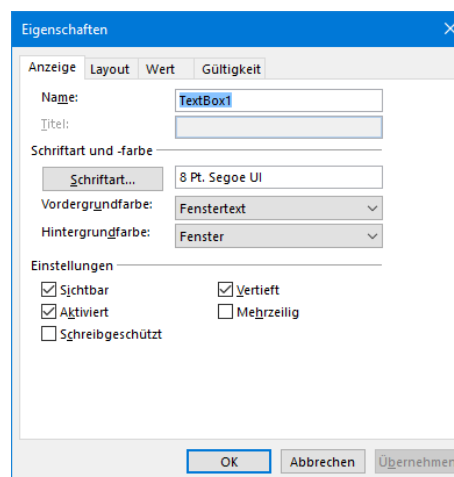 Eigenschaften
Anzeige Layout Wert Gültigkeit
Name: TextBox1
Titel:
Schriftart und -farbe
Schriftart... 8 Pt. Segoe UI
Vordergrundfarbe: Fenstertext
Hintergrundfarbe: Fenster
Einstellungen
Sichtbar Vertieft
Aktiviert Mehrzeilig
Schreibgeschützt
OK Abbrechen Übernehmen